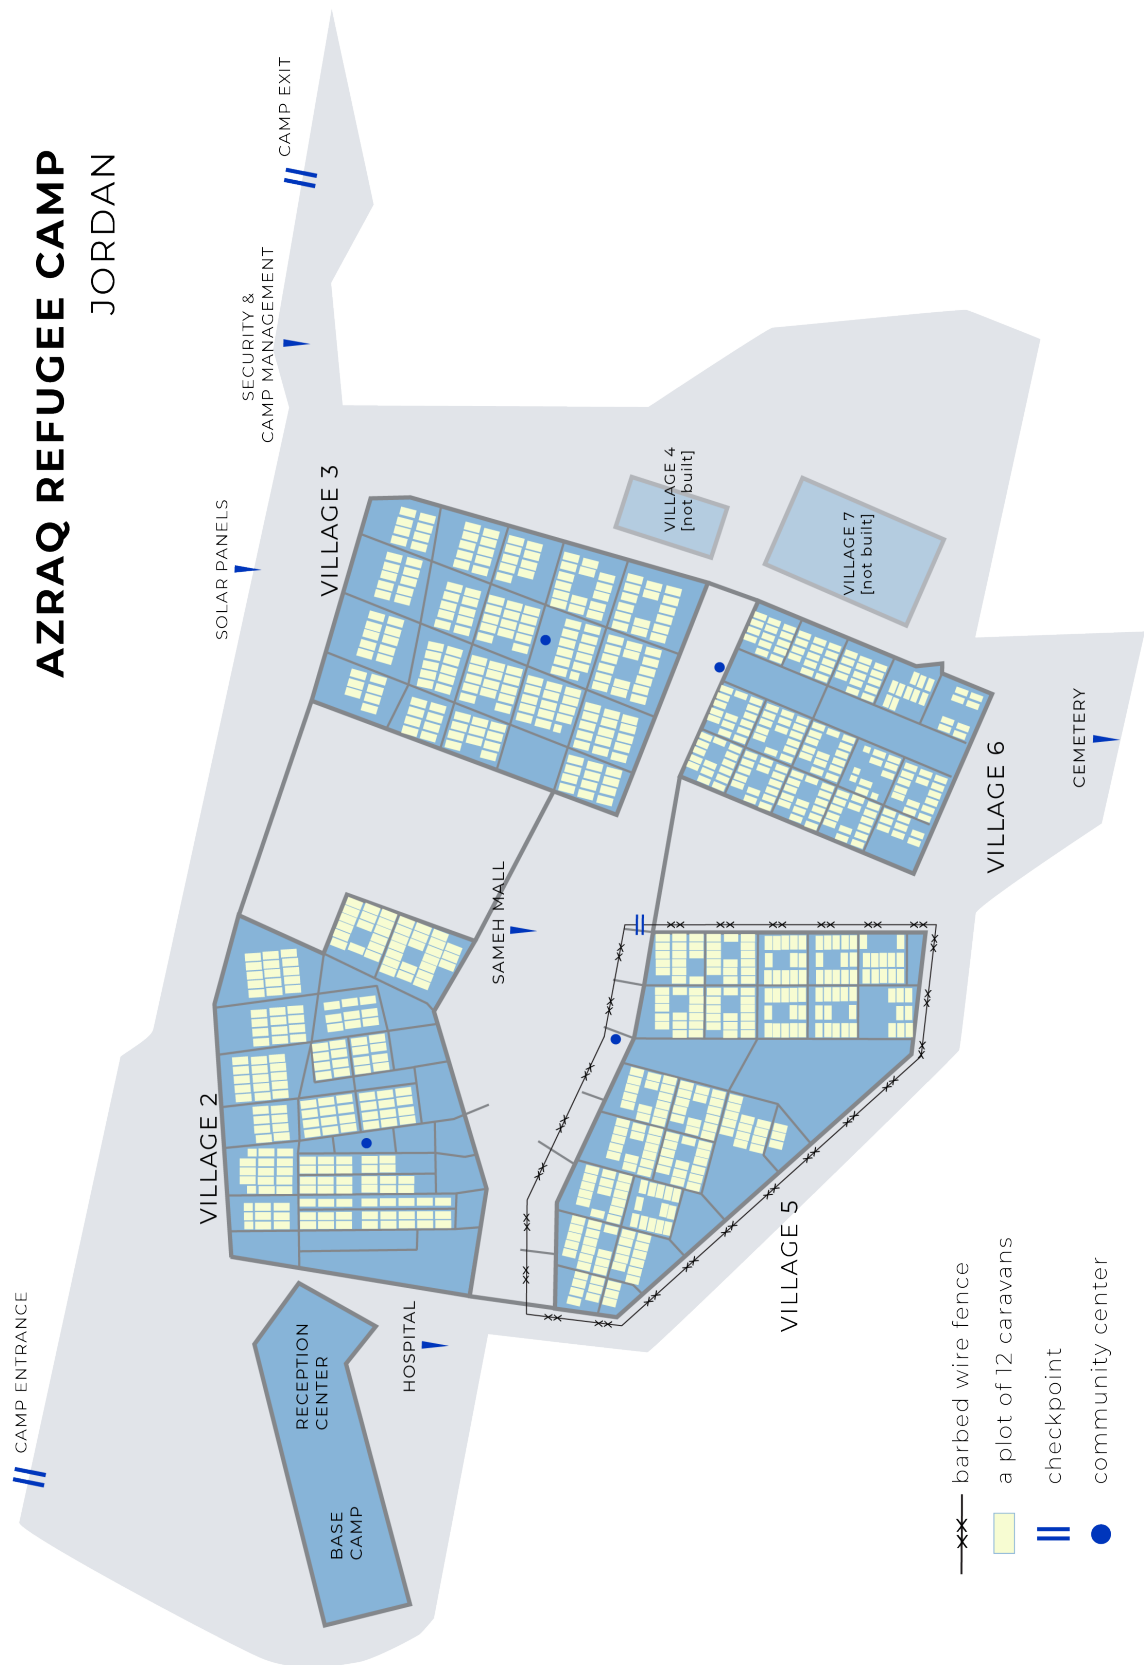 AZRAQ REFUGEE CAMP
JORDAN
CAMP ENTRANCE
CAMP EXIT
SECURITY &
CAMP MANAGEMENT
SOLAR PANELS
VILLAGE 3
VILLAGE 2
RECEPTION
CENTER
BASE
CAMP
HOSPITAL
SAMEH MALL
VILLAGE 4
[not built]
VILLAGE 7
[not built]
VILLAGE 5
VILLAGE 6
CEMETERY
barbed wire fence
a plot of 12 caravans
checkpoint
community center